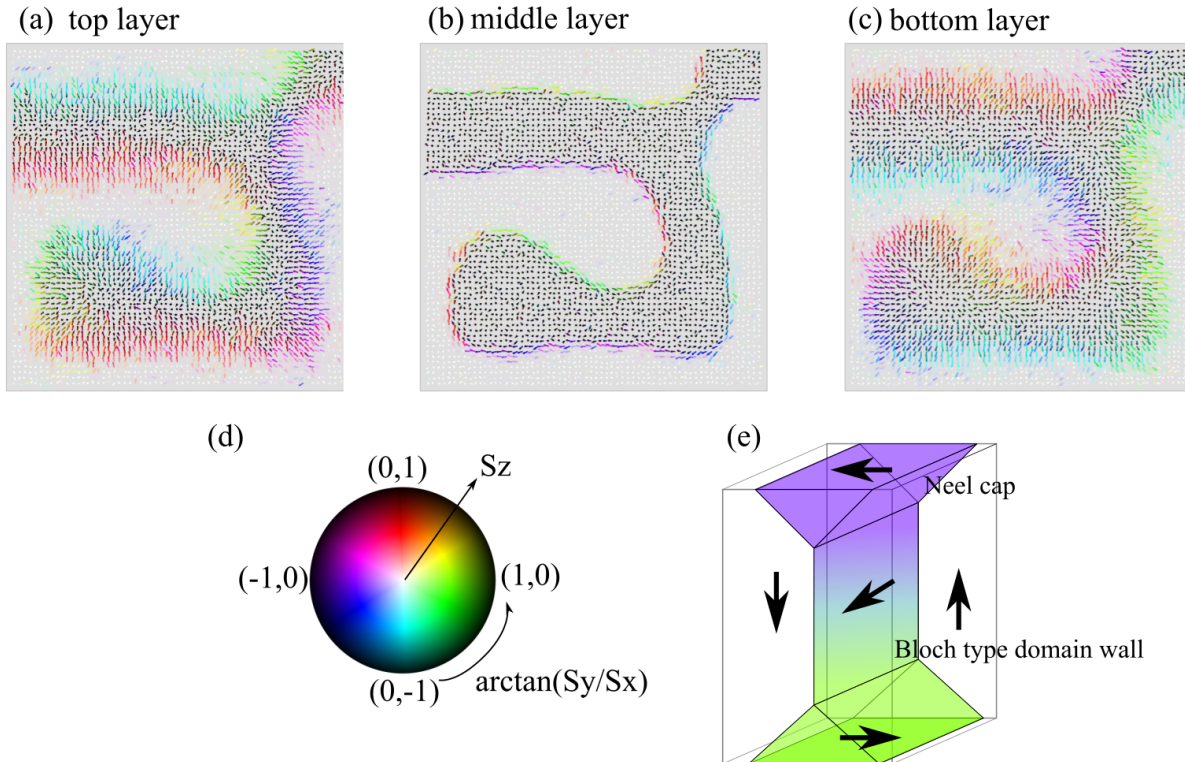 (a) top layer
(b) middle layer
(c) bottom layer
(d)
(0,1)
Sz
(-1,0)
(1,0)
(0,-1)
arctan(Sy/Sx)
(e)
Neel cap
Bloch type domain wall